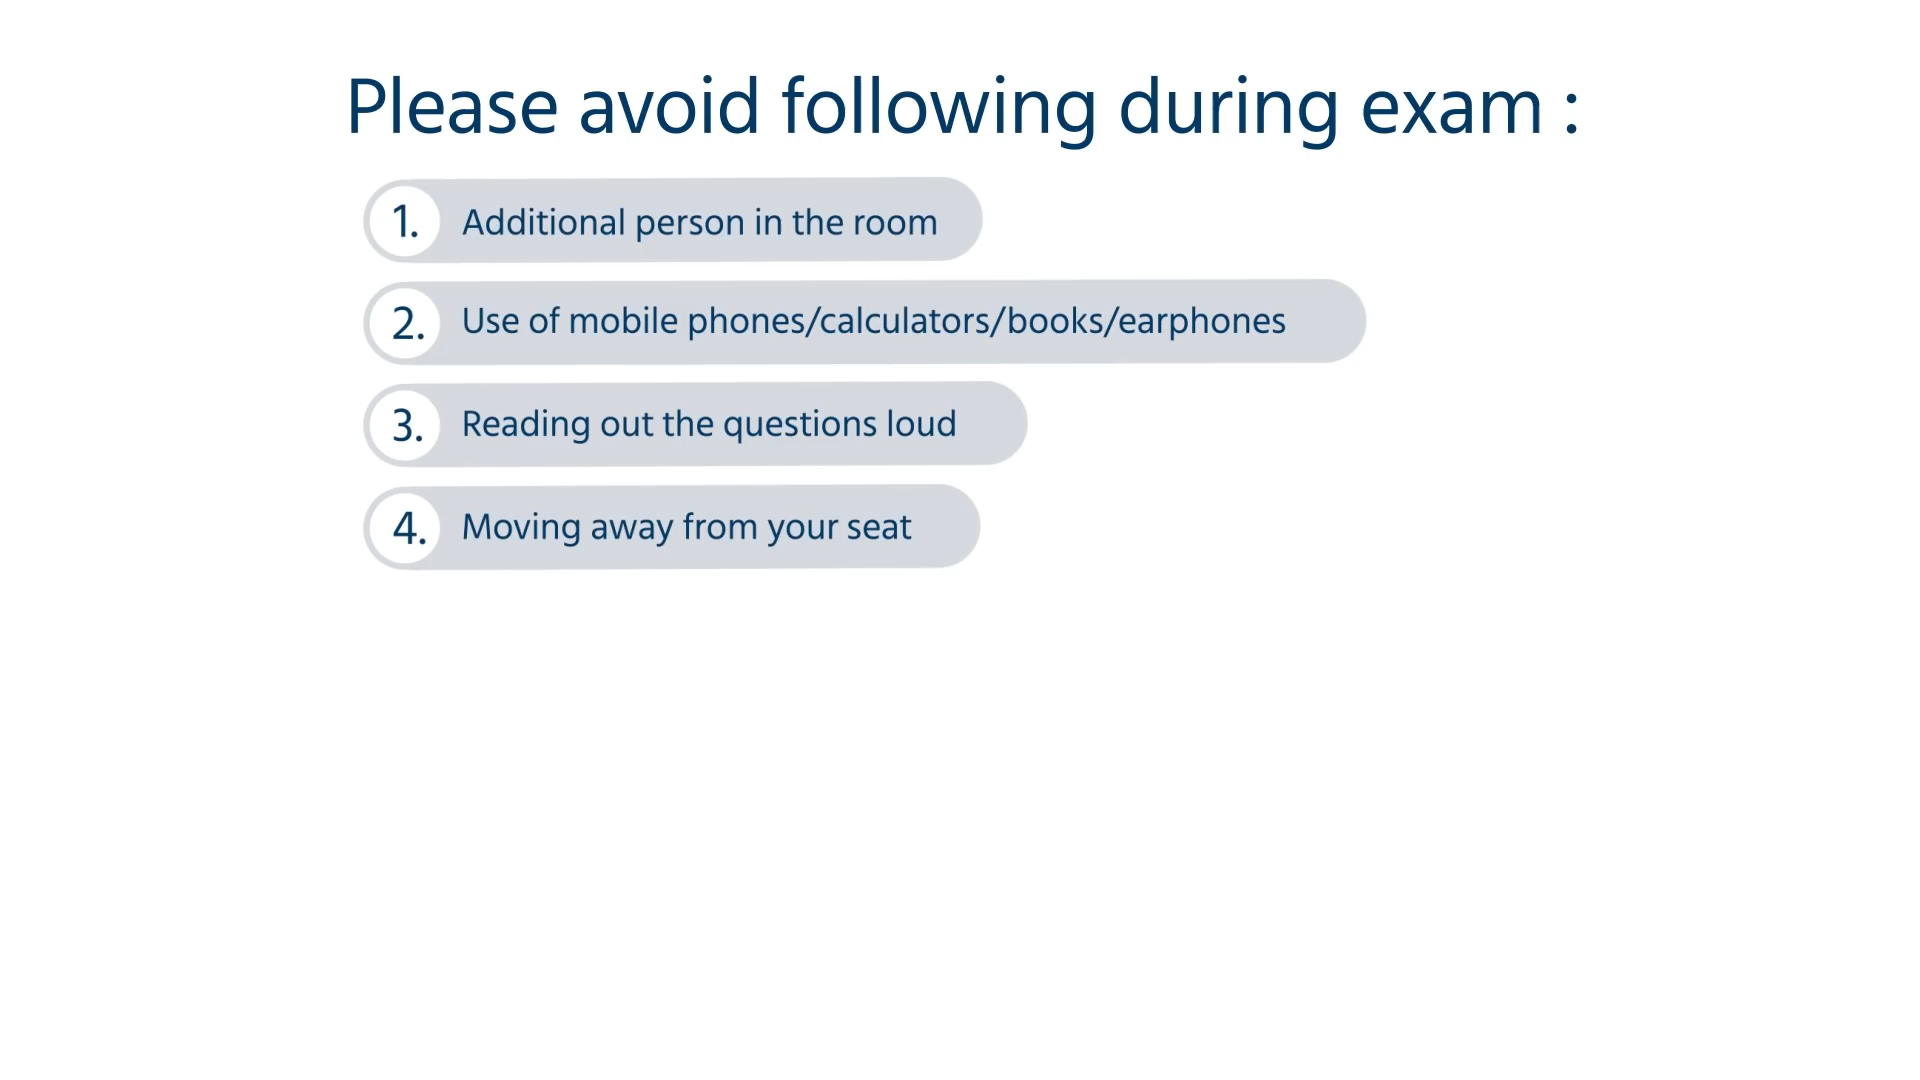 Please avoid following during exam :
1. Additional person in the room
2. Use of mobile phones/calculators/books/earphones
3. Reading out the questions loud
4. Moving away from your seat